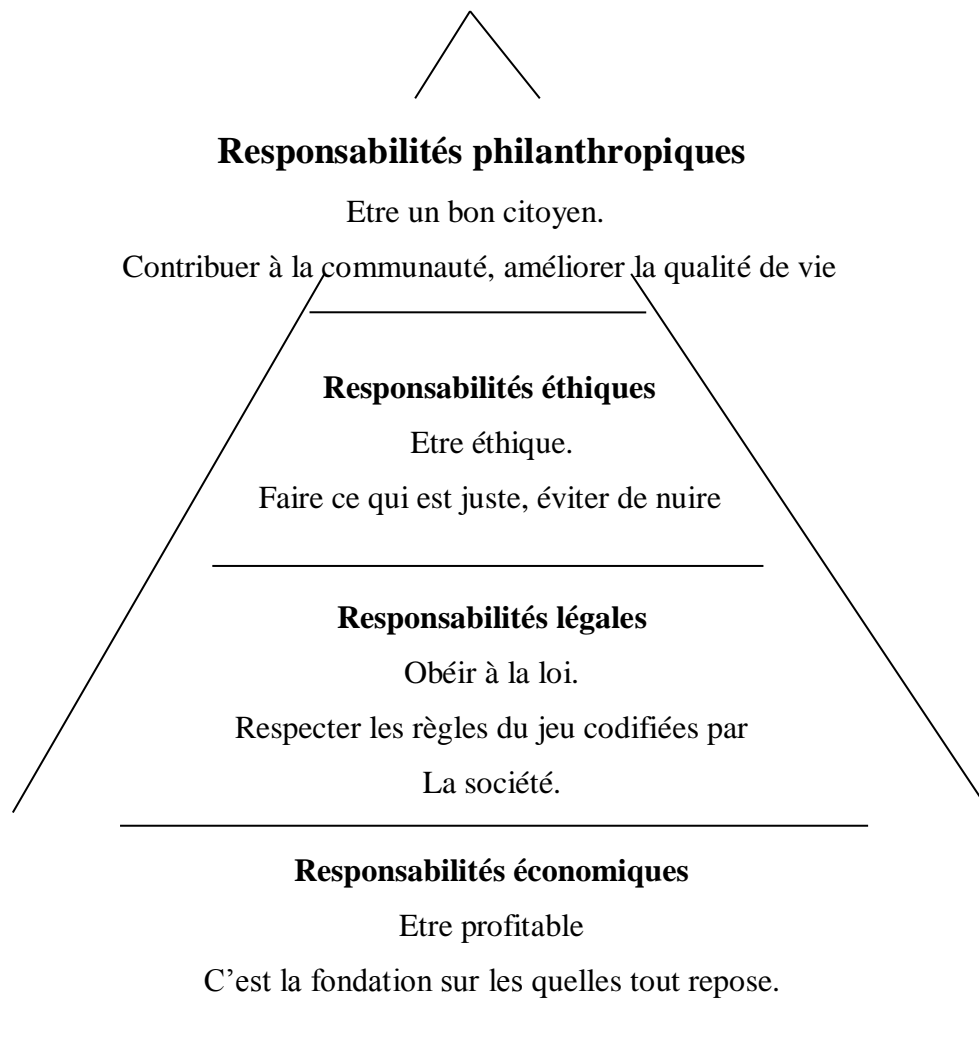 Responsabilités philanthropiques
Etre un bon citoyen.
Contribuer à la communauté, améliorer la qualité de vie
Responsabilités éthiques
Etre éthique.
Faire ce qui est juste, éviter de nuire
Responsabilités légales
Obéir à la loi.
Respecter les règles du jeu codifiées par
La société.
Responsabilités économiques
Etre profitable
C’est la fondation sur les quelles tout repose.